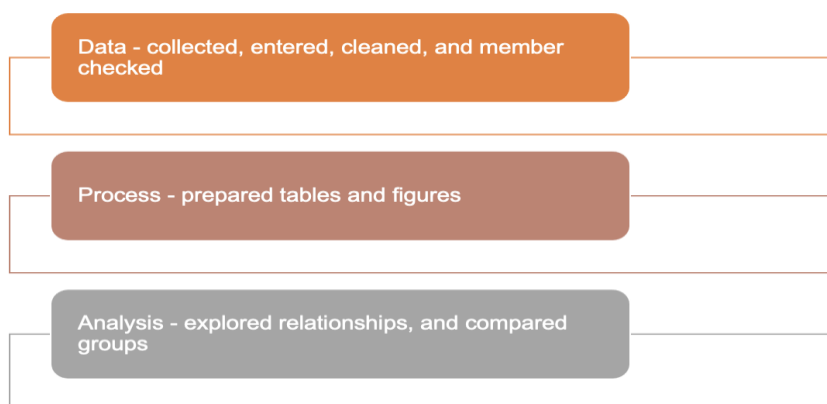 Data - collected, entered, cleaned, and member
checked
Process - prepared tables and figures
Analysis - explored relationships, and compared
groups